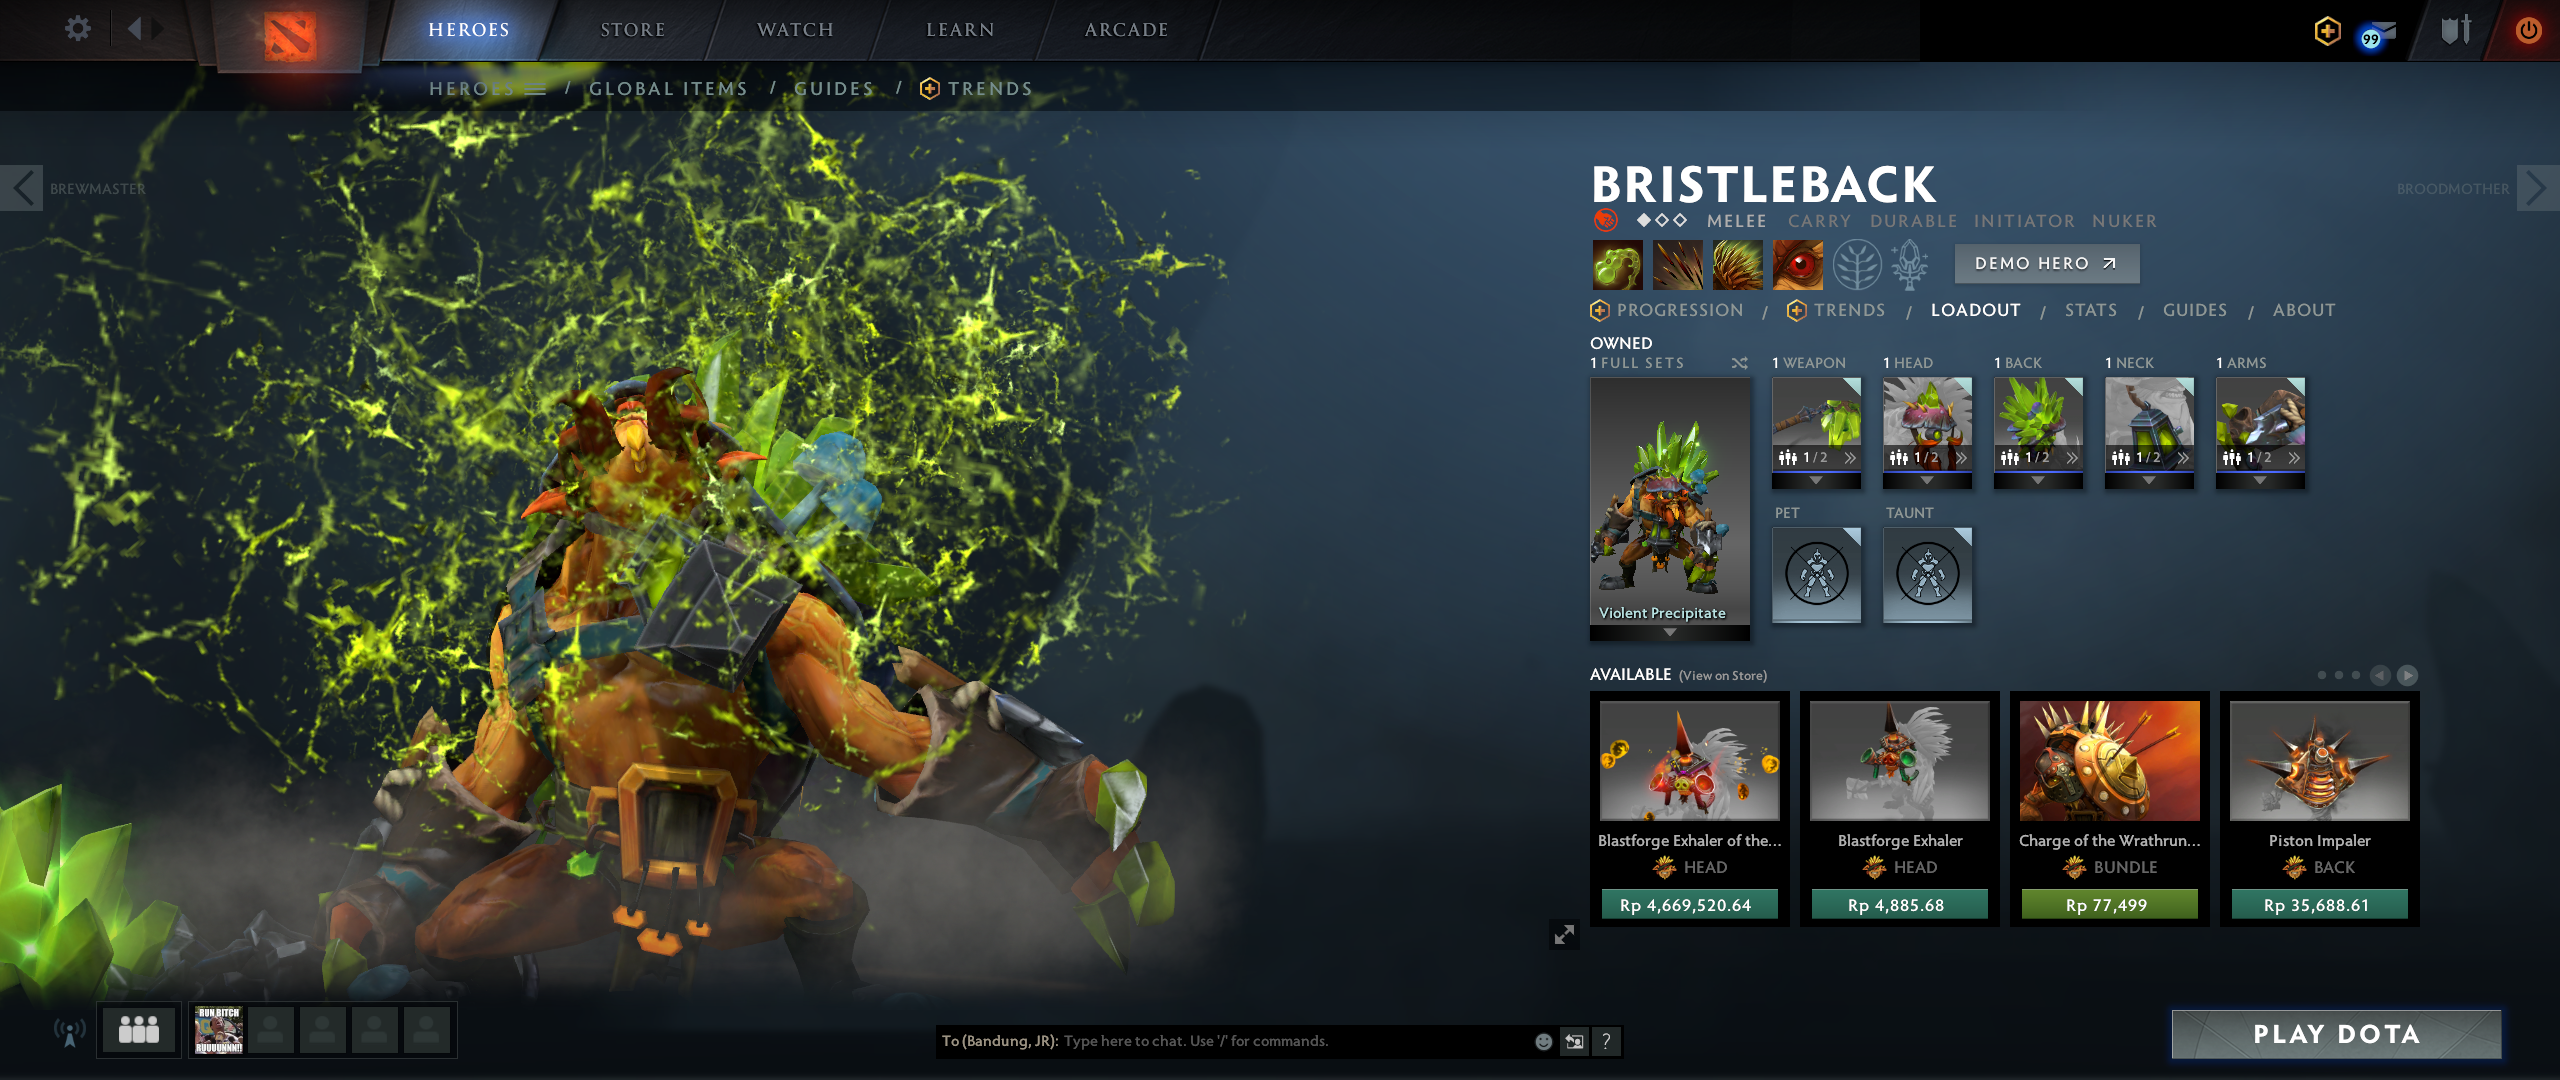 HEROES STORE WATCH LEARN ARCADE
99
HEROES / GLOBAL ITEMS / GUIDES / TRENDS
BREWMASTER
BROODMOTHER
BRISTLEBACK
MELEE CARRY DURABLE INITIATOR NUKER
DEMO HERO
PROGRESSION / TRENDS / LOADOUT / STATS / GUIDES / ABOUT
OWNED
1 FULL SETS
1 WEAPON 1 HEAD 1 BACK 1 NECK 1 ARMS
1/2 1/2 1/2 1/2 1/2
PET TAUNT
Violent Precipitate
AVAILABLE (View on Store)
Blastforge Exhaler of the... Blastforge Exhaler Charge of the Wrathrun... Piston Impaler
HEAD HEAD BUNDLE BACK
Rp 4,669,520.64 Rp 4,885.68 Rp 77,499 Rp 35,688.61
RUN BITCH
RUUUUNNN!!
To (Bandung, JR): Type here to chat. Use '/' for commands.
?
PLAY DOTA